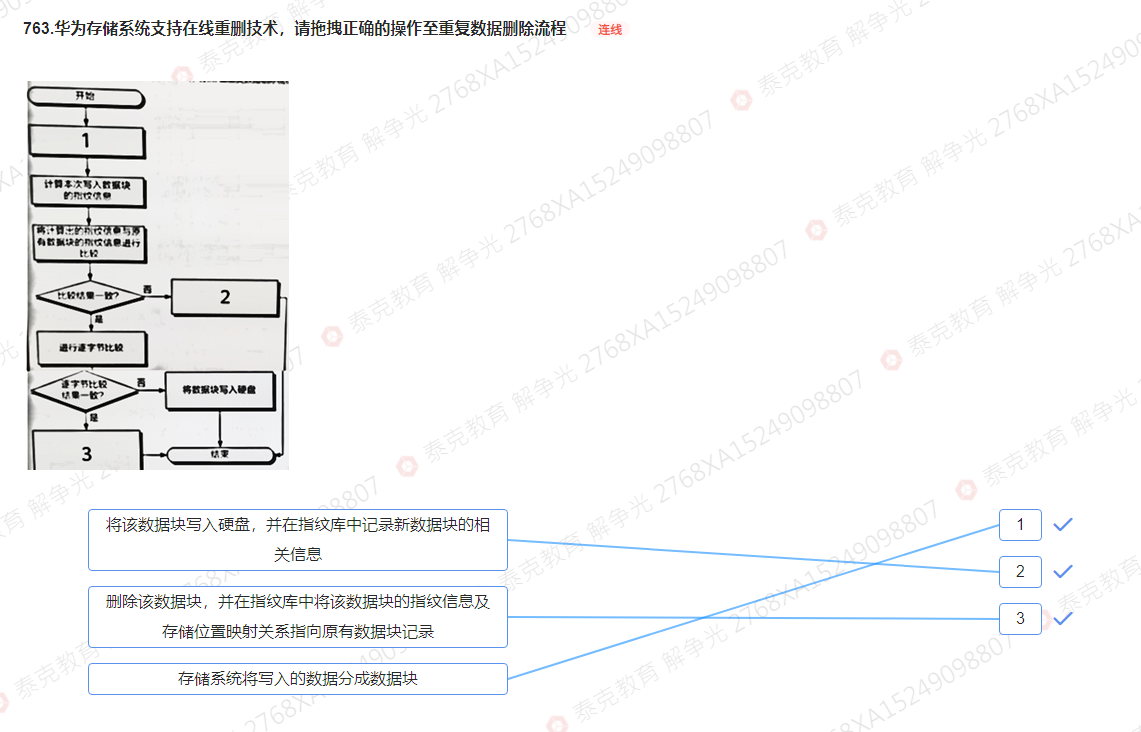 763.华为存储系统支持在线重删技术，请拖拽正确的操作至重复数据删除流程 连线
开始
1
计算本次写入数据块
的指纹信息
将计算出的指纹信息与原
有数据块的指纹信息进行
比较
比较结果一致?
否
2
是
进行逐字节比较
逐字节比较
结果一致?
否
将数据块写入硬盘
是
3
结束
将该数据块写入硬盘，并在指纹库中记录新数据块的相
关信息
1
2
删除该数据块，并在指纹库中将该数据块的指纹信息及
存储位置映射关系指向原有数据块记录
3
存储系统将写入的数据分成数据块
泰克教育 解争光 2768XA15249098807